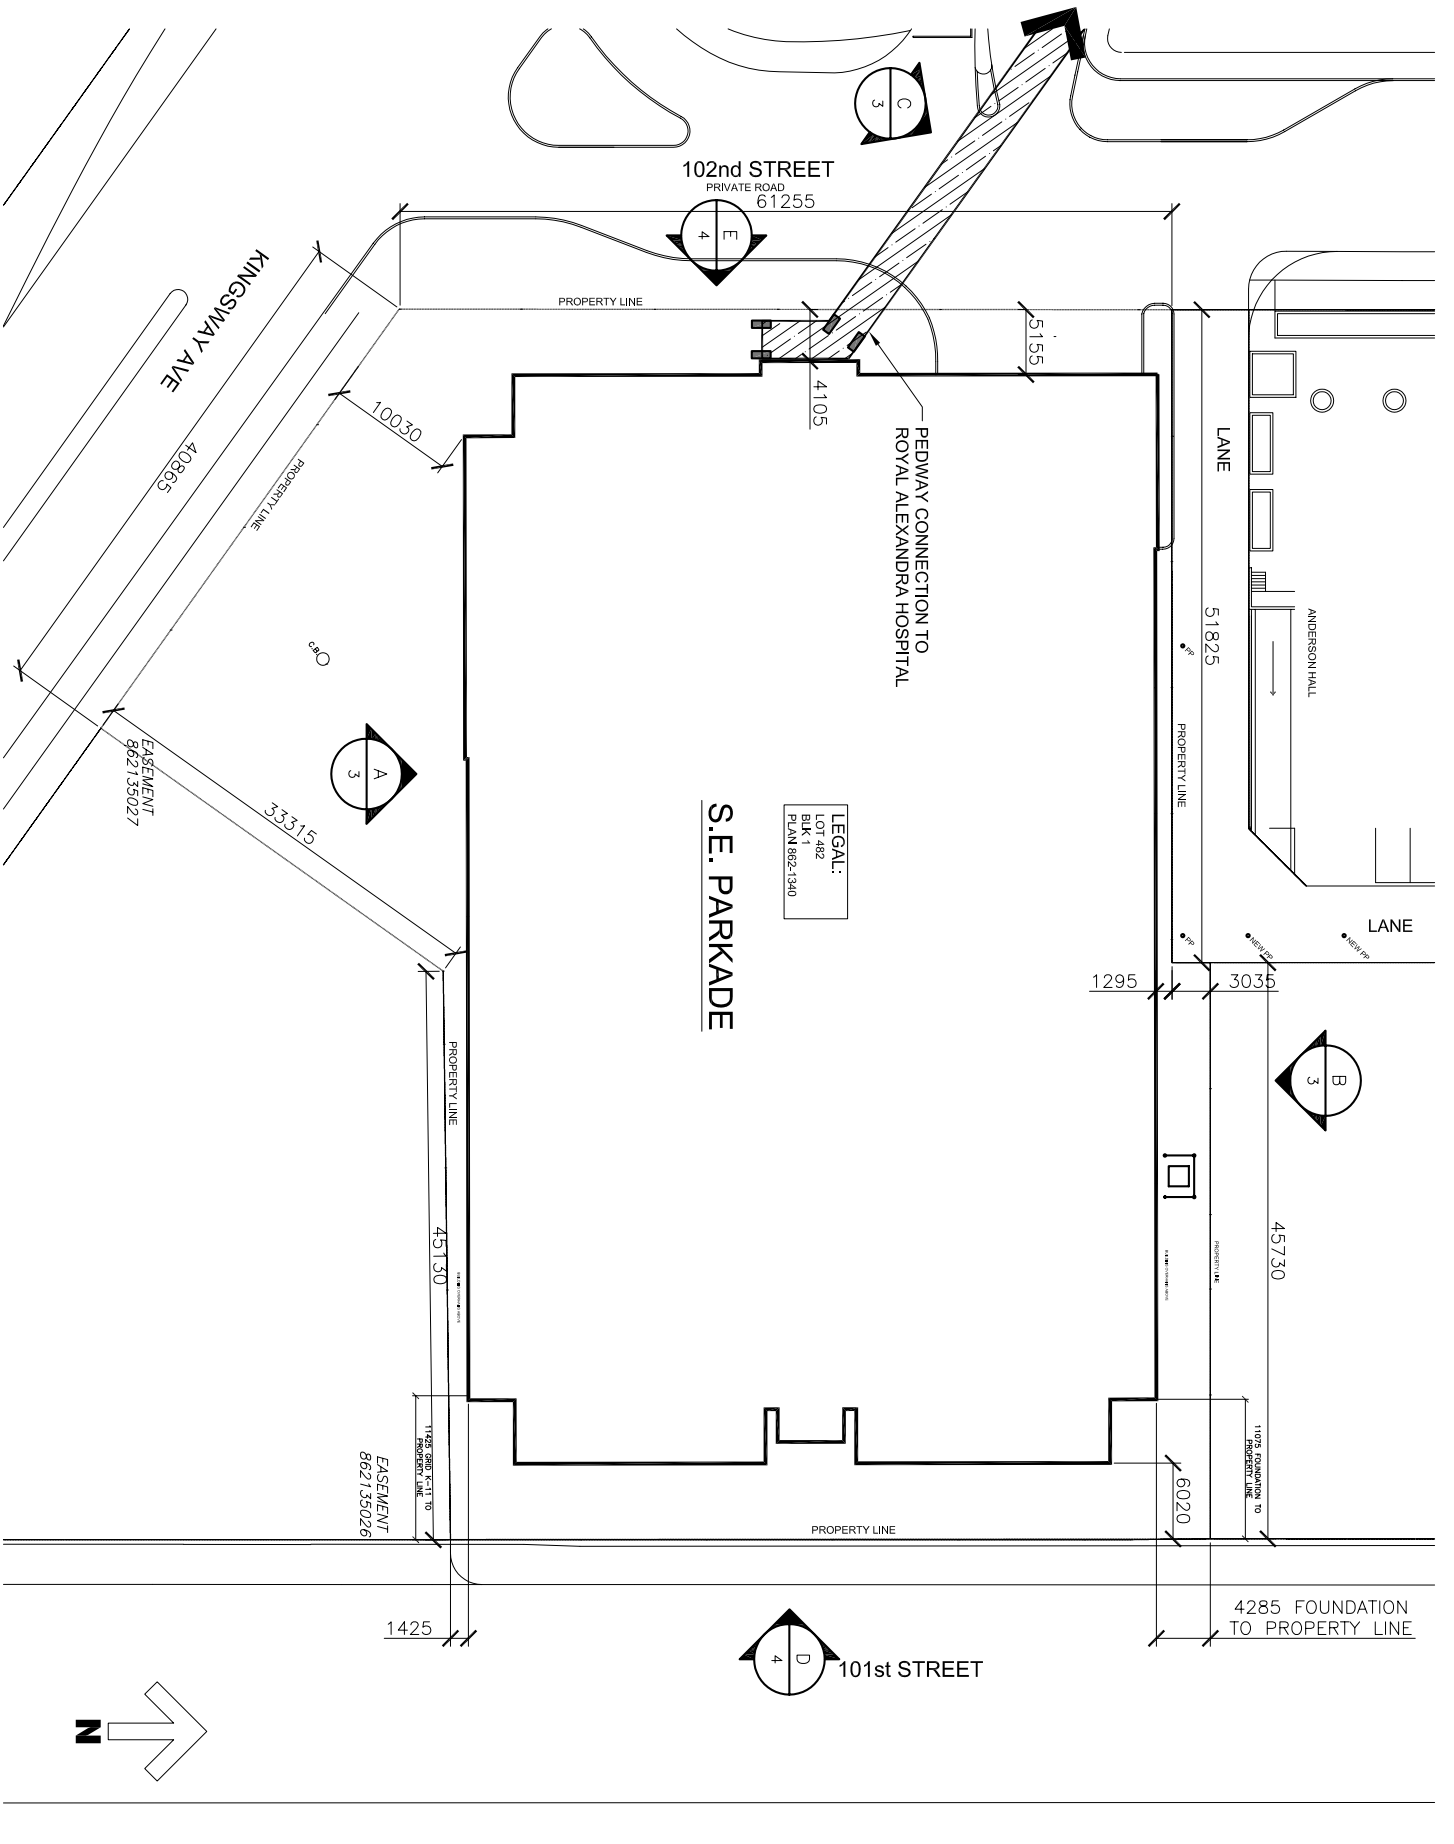 C
3
102nd STREET
PRIVATE ROAD
61255
E
4
KINGSWAY AVE
PROPERTY LINE
5155
4105
10030
40865
PROPERTY LINE
PEDWAY CONNECTION TO
ROYAL ALEXANDRA HOSPITAL
LANE
51825
ANDERSON HALL
C.B
PP
PROPERTY LINE
EASEMENT
862135027
A
3
33315
LEGAL:
LOT 482
BLK 1
PLAN 862-1340
S.E. PARKADE
LANE
PP
NEW PP
NEW PP
1295
3035
B
3
PROPERTY LINE
45130
45730
PROPERTY LINE
11425 GRID K-11 TO
PROPERTY LINE
11075 FOUNDATION TO
PROPERTY LINE
EASEMENT
862135026
6020
PROPERTY LINE
1425
4285 FOUNDATION
TO PROPERTY LINE
D
4
101st STREET
N